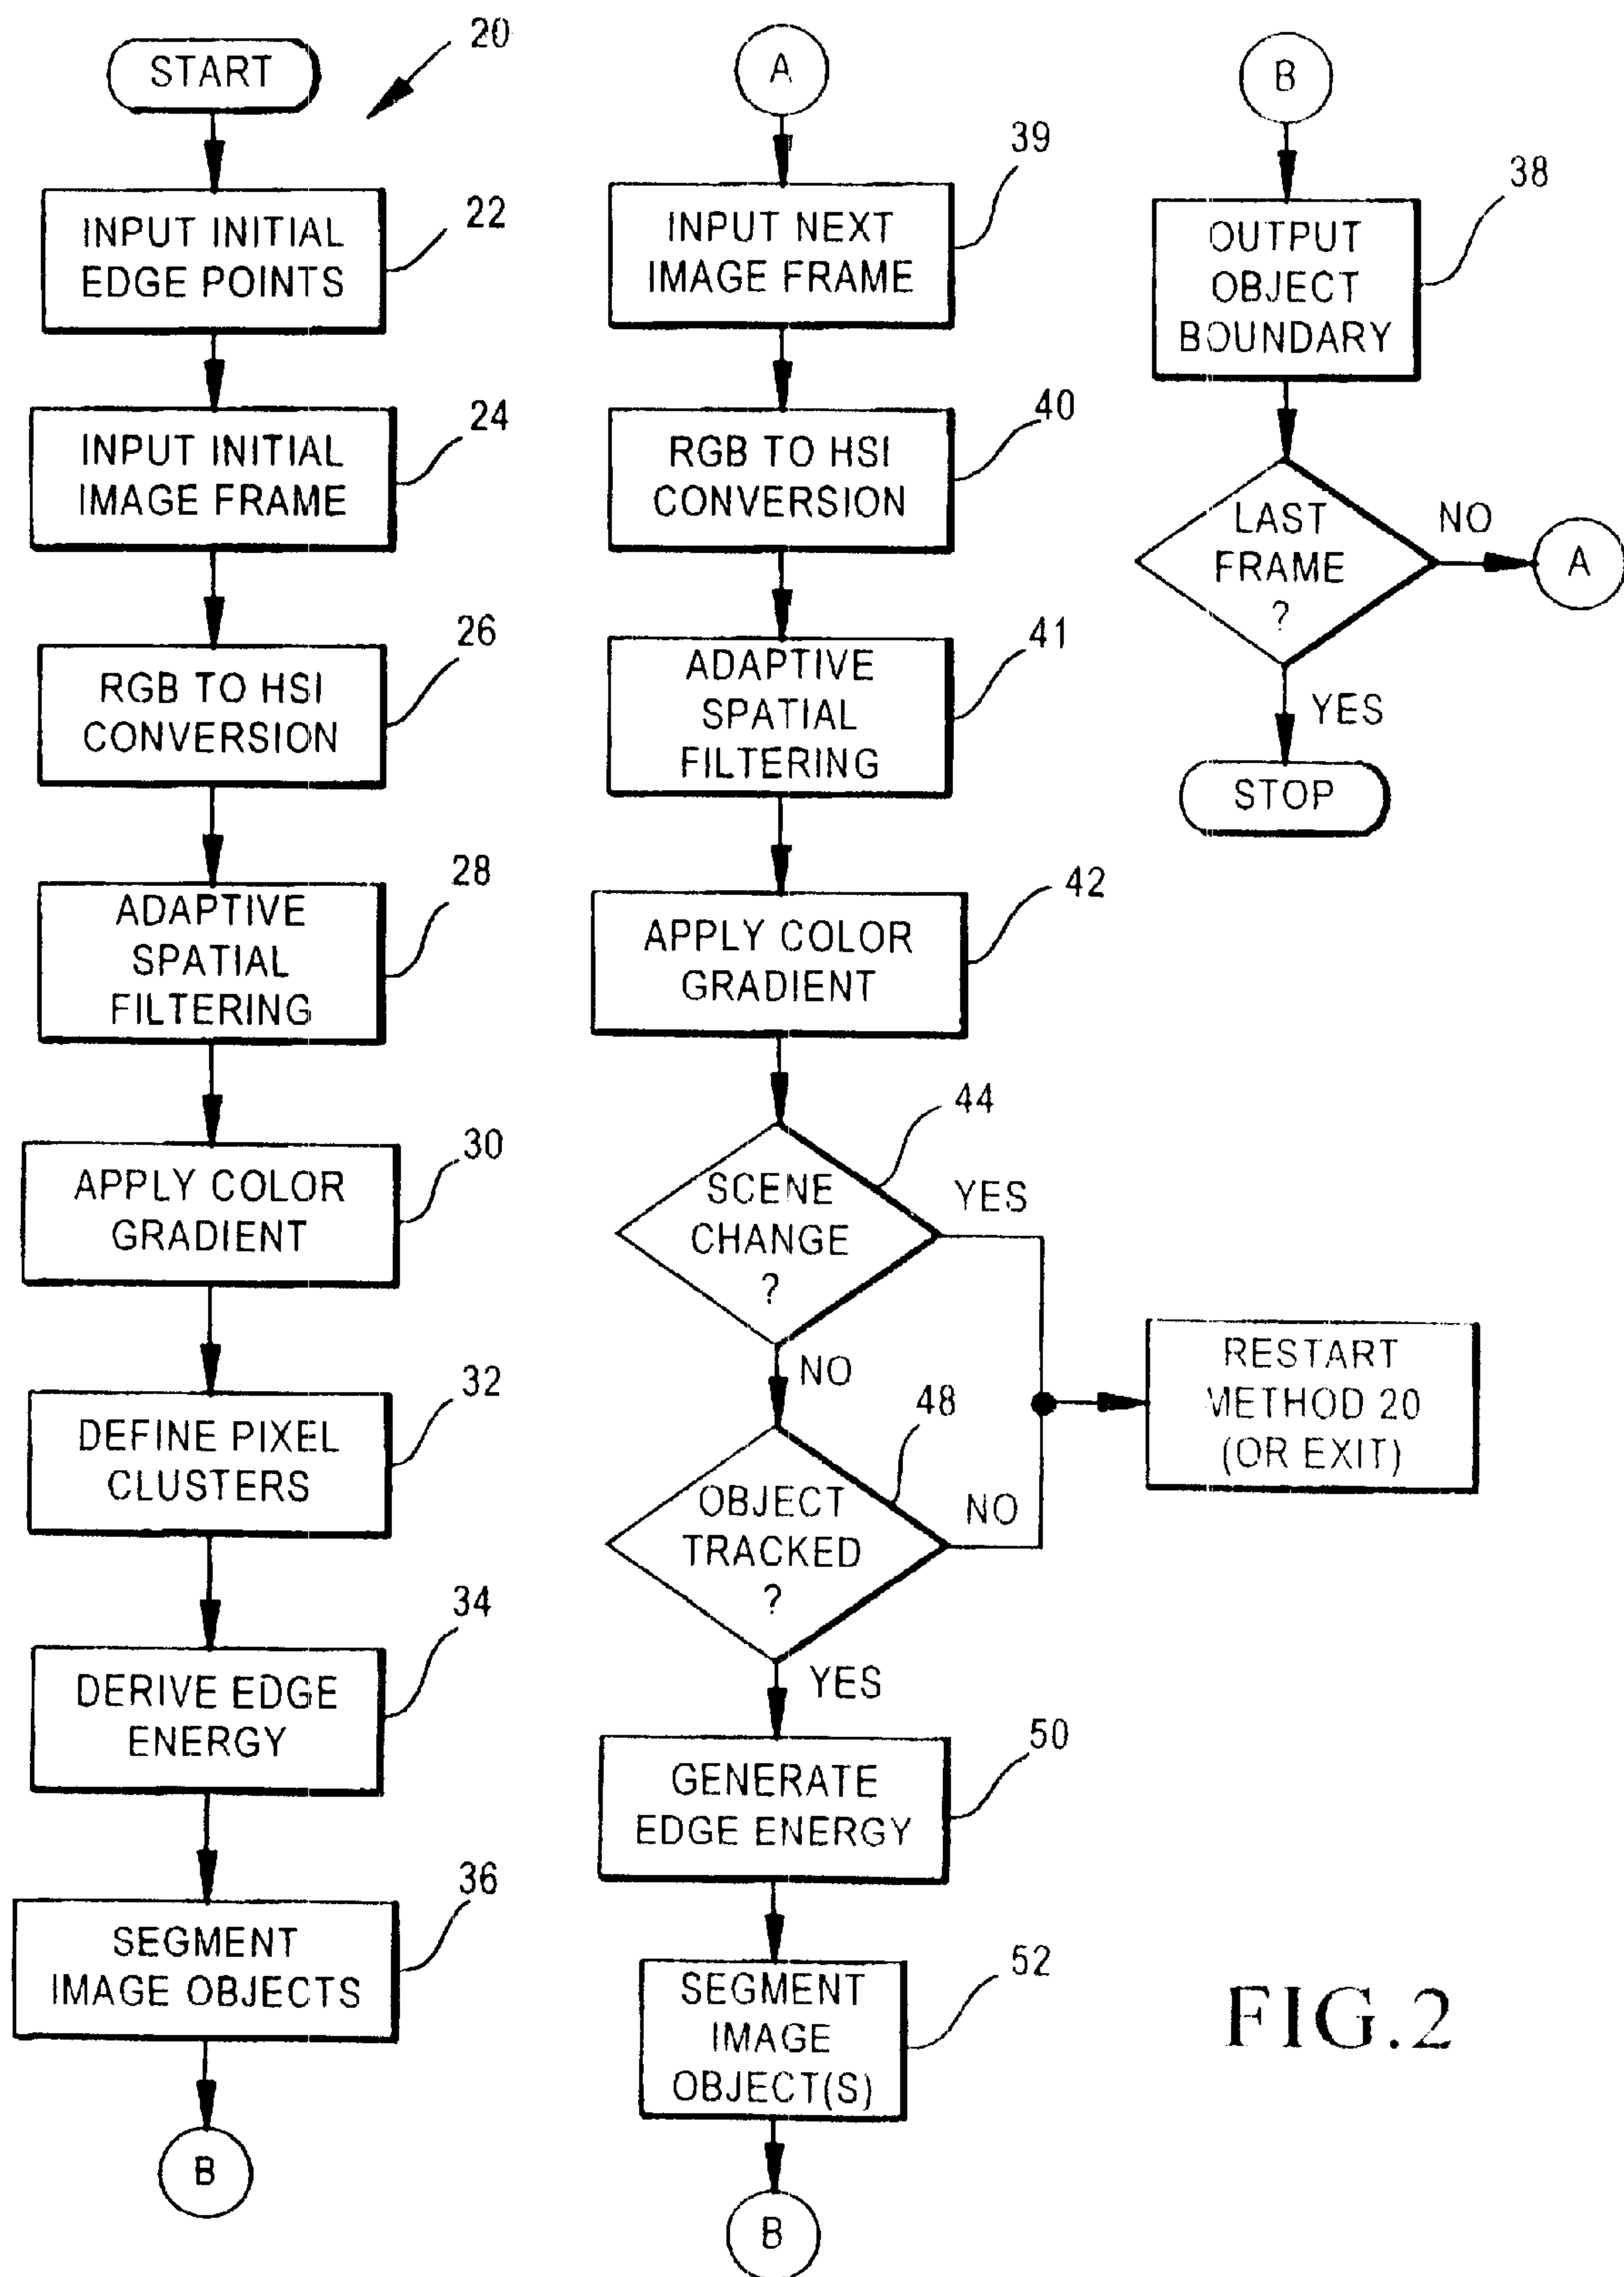 START
20
INPUT INITIAL
EDGE POINTS
22
INPUT INITIAL
IMAGE FRAME
24
RGB TO HSI
CONVERSION
26
ADAPTIVE
SPATIAL
FILTERING
28
APPLY COLOR
GRADIENT
30
DEFINE PIXEL
CLUSTERS
32
DERIVE EDGE
ENERGY
34
SEGMENT
IMAGE OBJECTS
36
B
A
INPUT NEXT
IMAGE FRAME
39
RGB TO HSI
CONVERSION
40
ADAPTIVE
SPATIAL
FILTERING
41
APPLY COLOR
GRADIENT
42
SCENE
CHANGE
?
44
YES
NO
OBJECT
TRACKED
?
48
NO
YES
RESTART
METHOD 20
(OR EXIT)
GENERATE
EDGE ENERGY
50
SEGMENT
IMAGE
OBJECT(S)
52
B
B
OUTPUT
OBJECT
BOUNDARY
38
LAST
FRAME
?
NO
A
YES
STOP
FIG.2